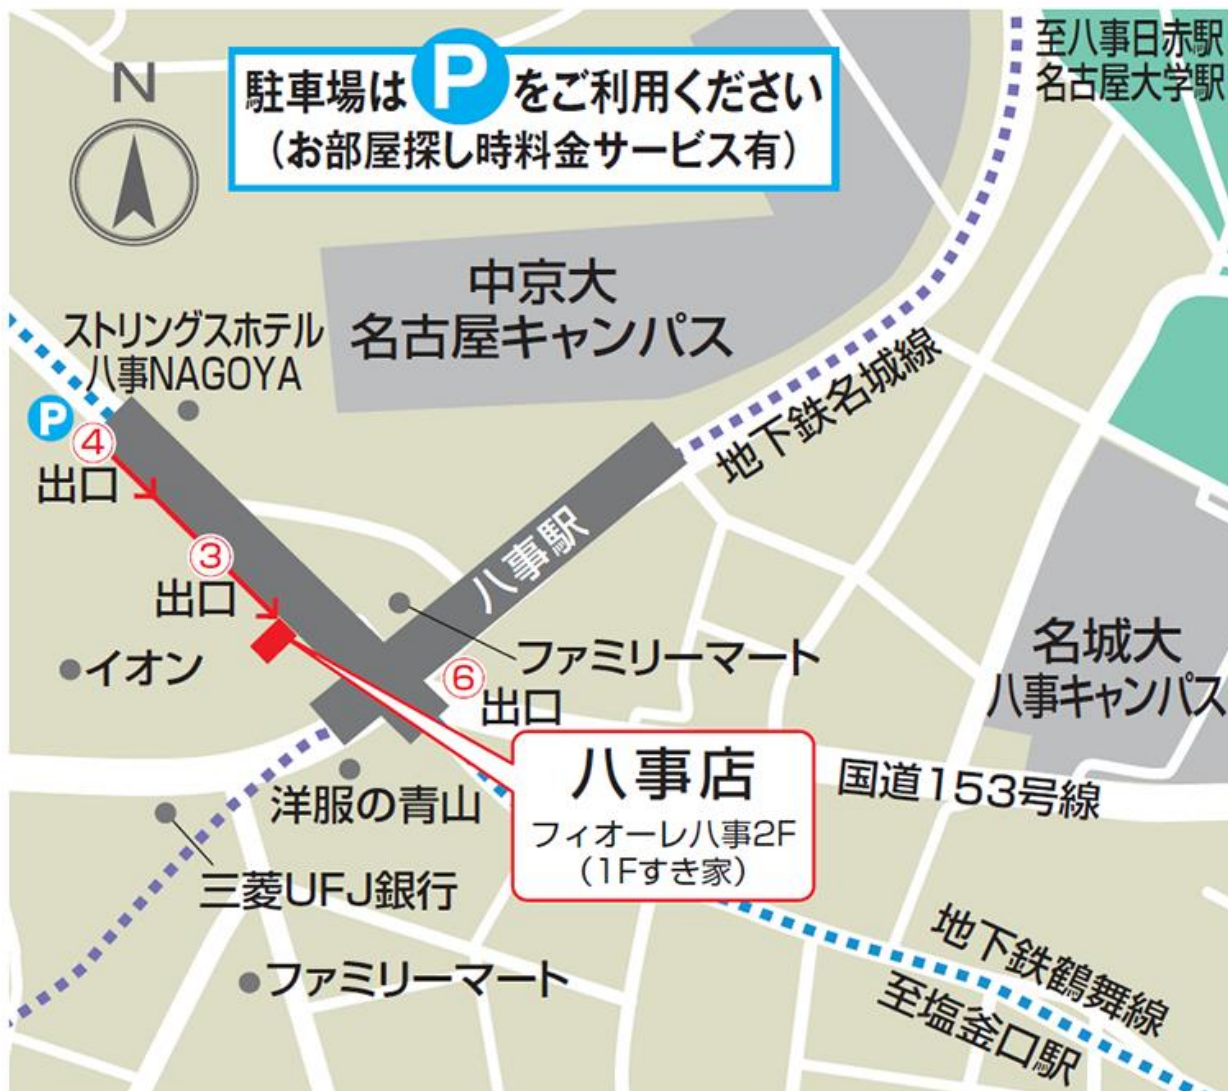 至八事日赤駅
名古屋大学駅
N
駐車場はPをご利用ください
(お部屋探し時料金サービス有)
中京大
名古屋キャンパス
ストリングスホテル
八事NAGOYA
地下鉄名城線
P
④
出口
③
出口
八事駅
イオン
ファミリーマート
⑥
出口
名城大
八事キャンパス
八事店
フィオーレ八事2F
(1Fすき家)
国道153号線
洋服の青山
三菱UFJ銀行
ファミリーマート
地下鉄鶴舞線
至塩釜口駅